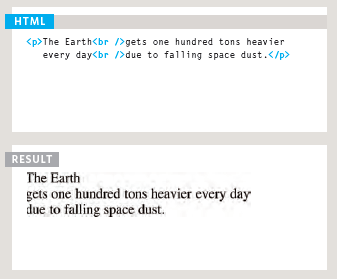 HTML
<p>The Earth<br />gets one hundred tons heavier
every day<br />due to falling space dust.</p>
RESULT
The Earth
gets one hundred tons heavier every day
due to falling space dust.